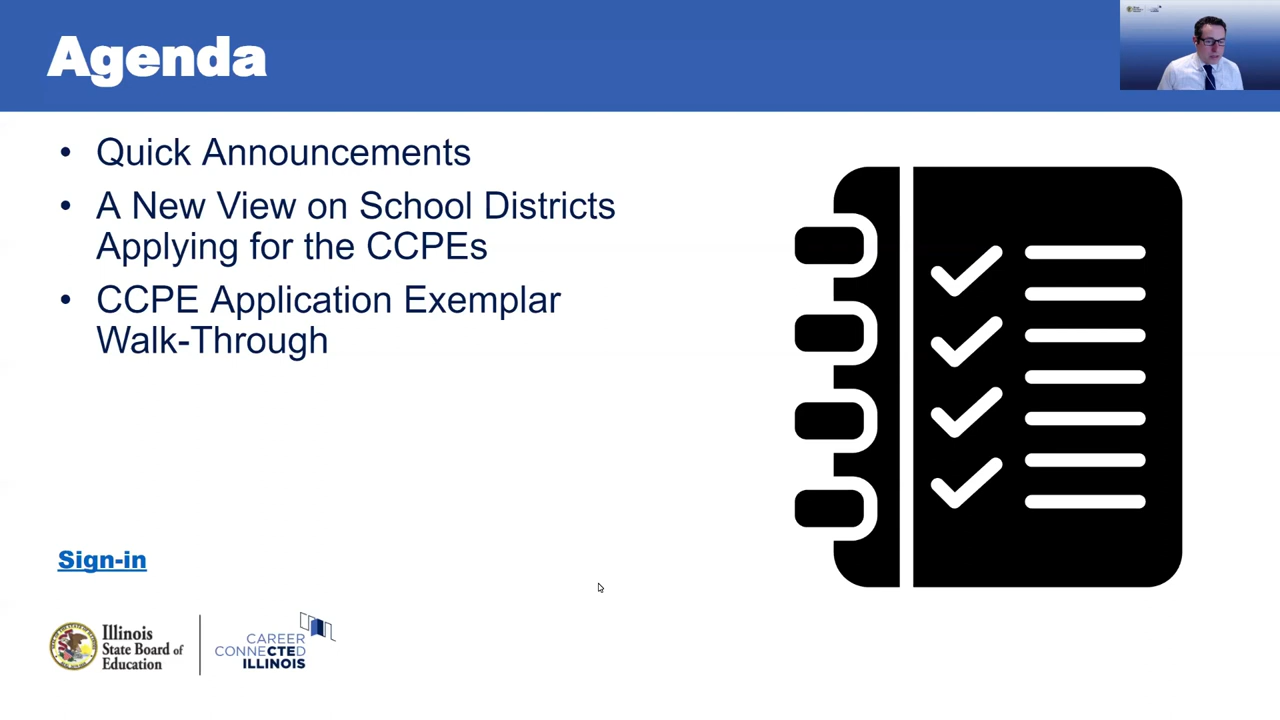 Agenda
• Quick Announcements
• A New View on School Districts
Applying for the CCPEs
• CCPE Application Exemplar
Walk-Through
Sign-in
Illinois
State Board of
Education
CAREER
CONNECTED
ILLINOIS